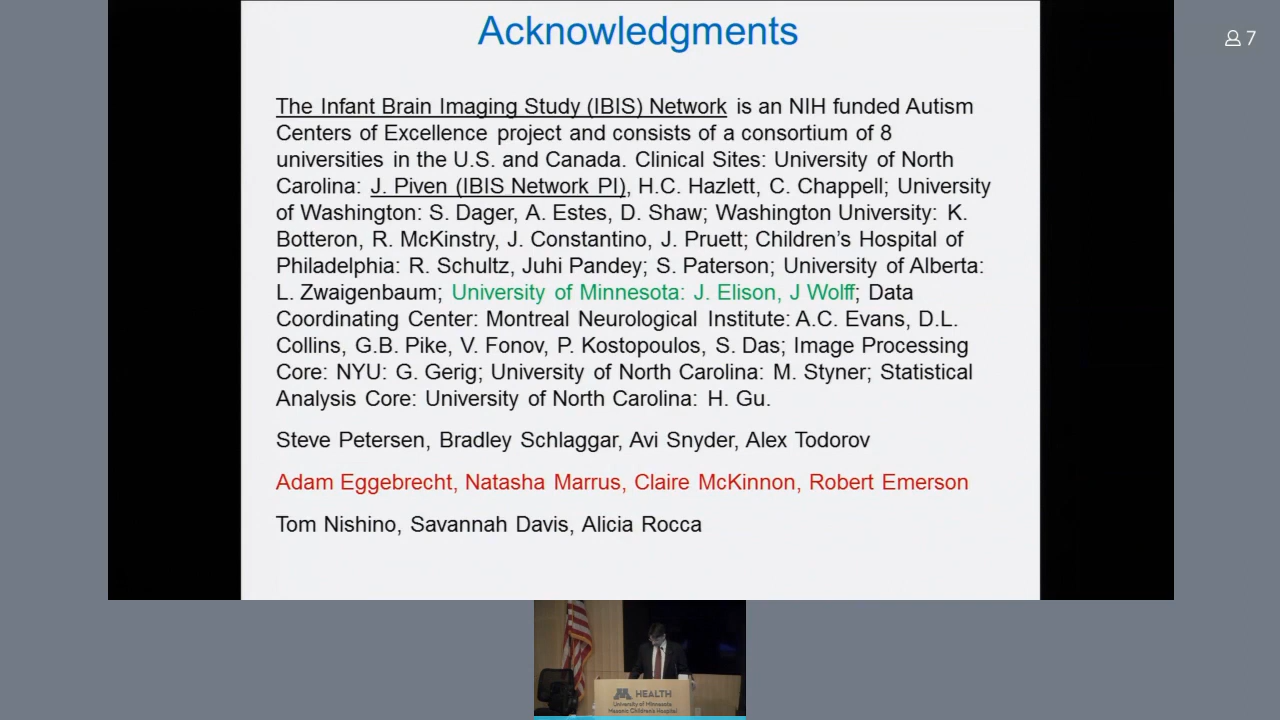 Acknowledgments
7
The Infant Brain Imaging Study (IBIS) Network is an NIH funded Autism
Centers of Excellence project and consists of a consortium of 8
universities in the U.S. and Canada. Clinical Sites: University of North
Carolina: J. Piven (IBIS Network PI), H.C. Hazlett, C. Chappell; University
of Washington: S. Dager, A. Estes, D. Shaw; Washington University: K.
Botteron, R. McKinstry, J. Constantino, J. Pruett; Children’s Hospital of
Philadelphia: R. Schultz, Juhi Pandey; S. Paterson; University of Alberta:
L. Zwaigenbaum; University of Minnesota: J. Elison, J Wolff; Data
Coordinating Center: Montreal Neurological Institute: A.C. Evans, D.L.
Collins, G.B. Pike, V. Fonov, P. Kostopoulos, S. Das; Image Processing
Core: NYU: G. Gerig; University of North Carolina: M. Styner; Statistical
Analysis Core: University of North Carolina: H. Gu.
Steve Petersen, Bradley Schlaggar, Avi Snyder, Alex Todorov
Adam Eggebrecht, Natasha Marrus, Claire McKinnon, Robert Emerson
Tom Nishino, Savannah Davis, Alicia Rocca
M HEALTH
University of Minnesota
Masonic Children's Hospital